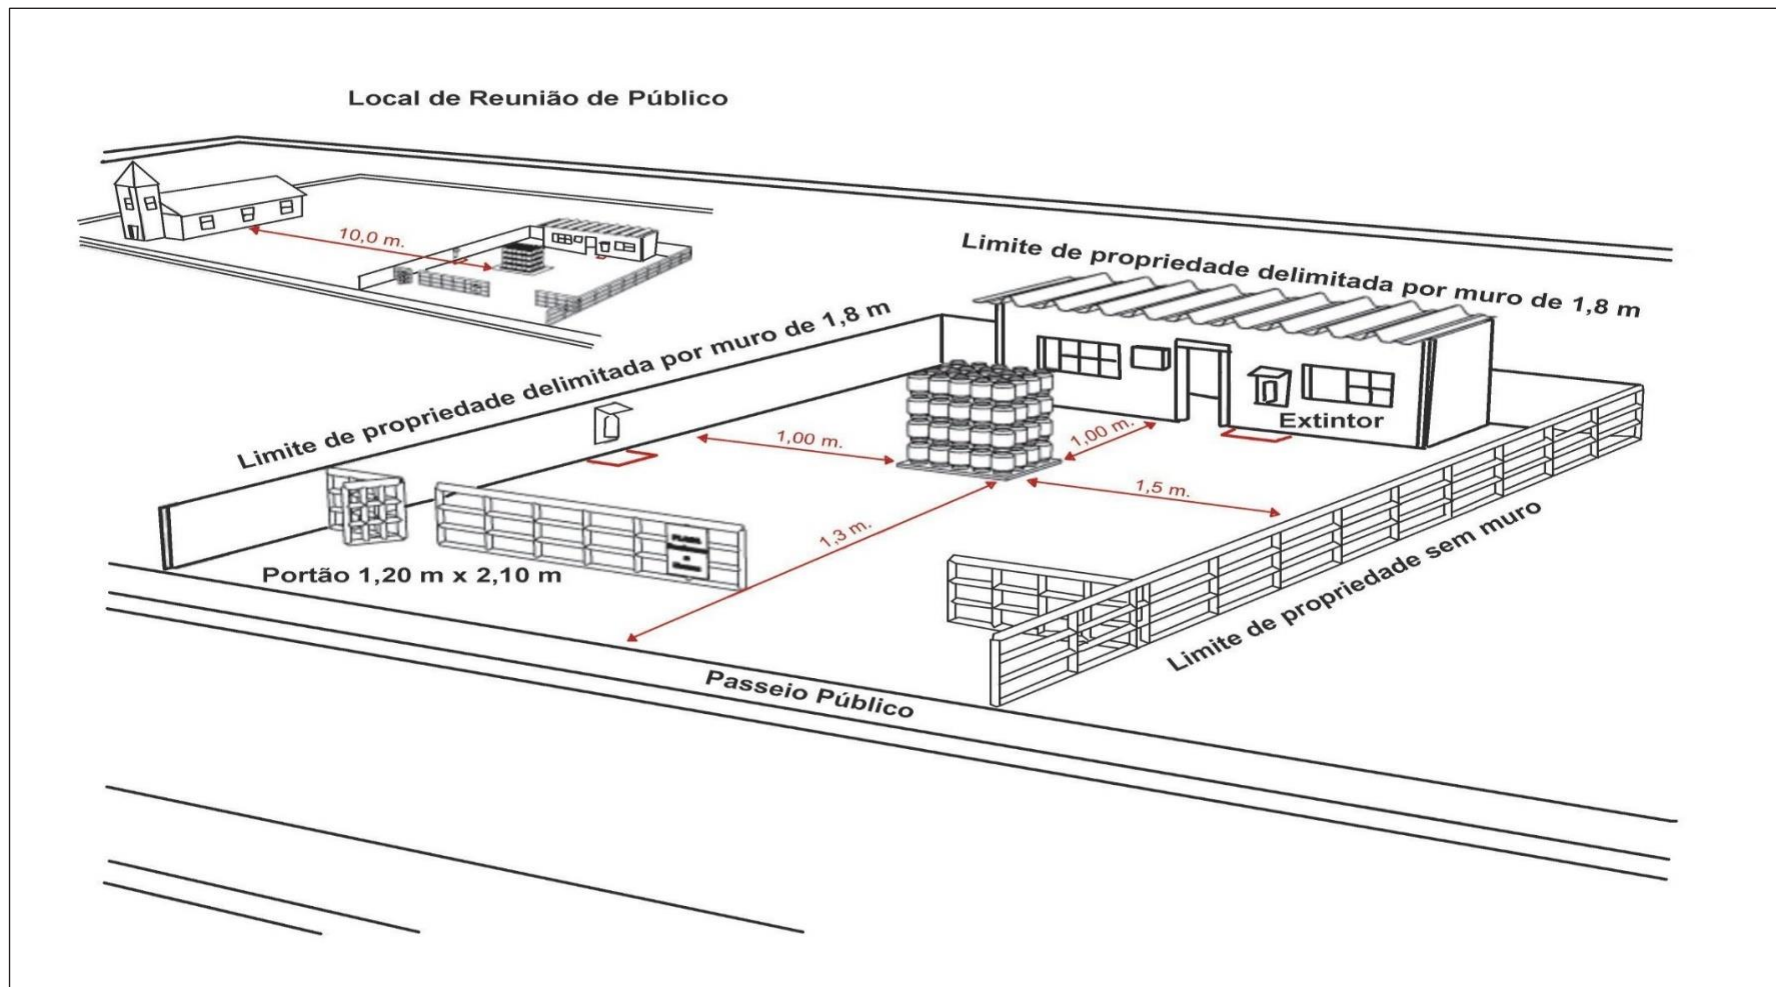 Local de Reunião de Público
10,0 m.
Limite de propriedade delimitada por muro de 1,8 m
Limite de propriedade delimitada por muro de 1,8 m
Extintor
1,00 m.
1,00 m.
1,5 m.
1,3 m.
PLACA
Portão 1,20 m x 2,10 m
Limite de propriedade sem muro
Passeio Público